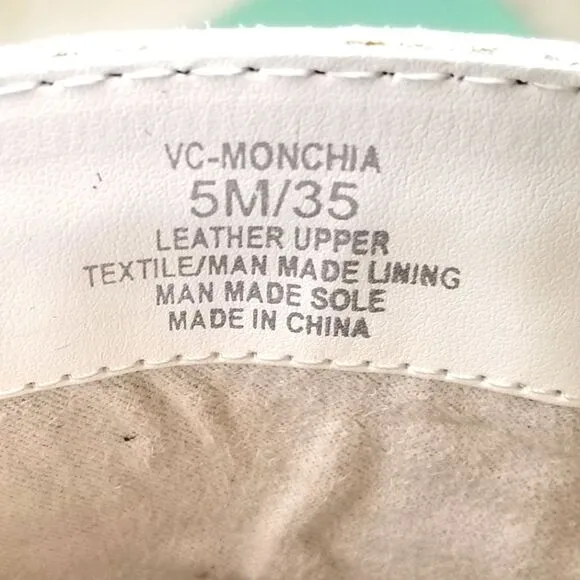 VC-MONCHIA
5M/35
LEATHER UPPER
TEXTILE/MAN MADE LINING
MAN MADE SOLE
MADE IN CHINA